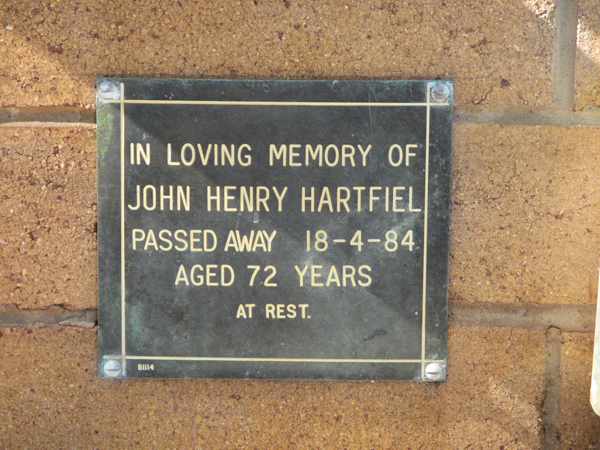 IN LOVING MEMORY OF
JOHN HENRY HARTFIEL
PASSED AWAY 18-4-84
AGED 72 YEARS
AT REST.
B1114